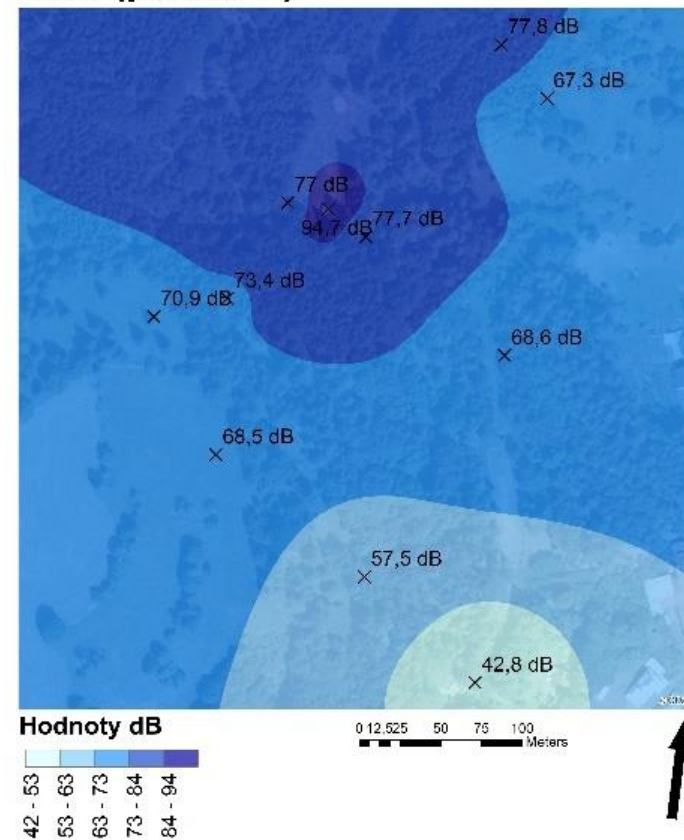 77,8 dB
67,3 dB
77 dB
94,7 dB
77,7 dB
73,4 dB
70,9 dB
68,6 dB
68,5 dB
57,5 dB
42,8 dB
Hodnoty dB
42 - 53
53 - 63
63 - 73
73 - 84
84 - 94
0 12,525 50 75 100
Meters